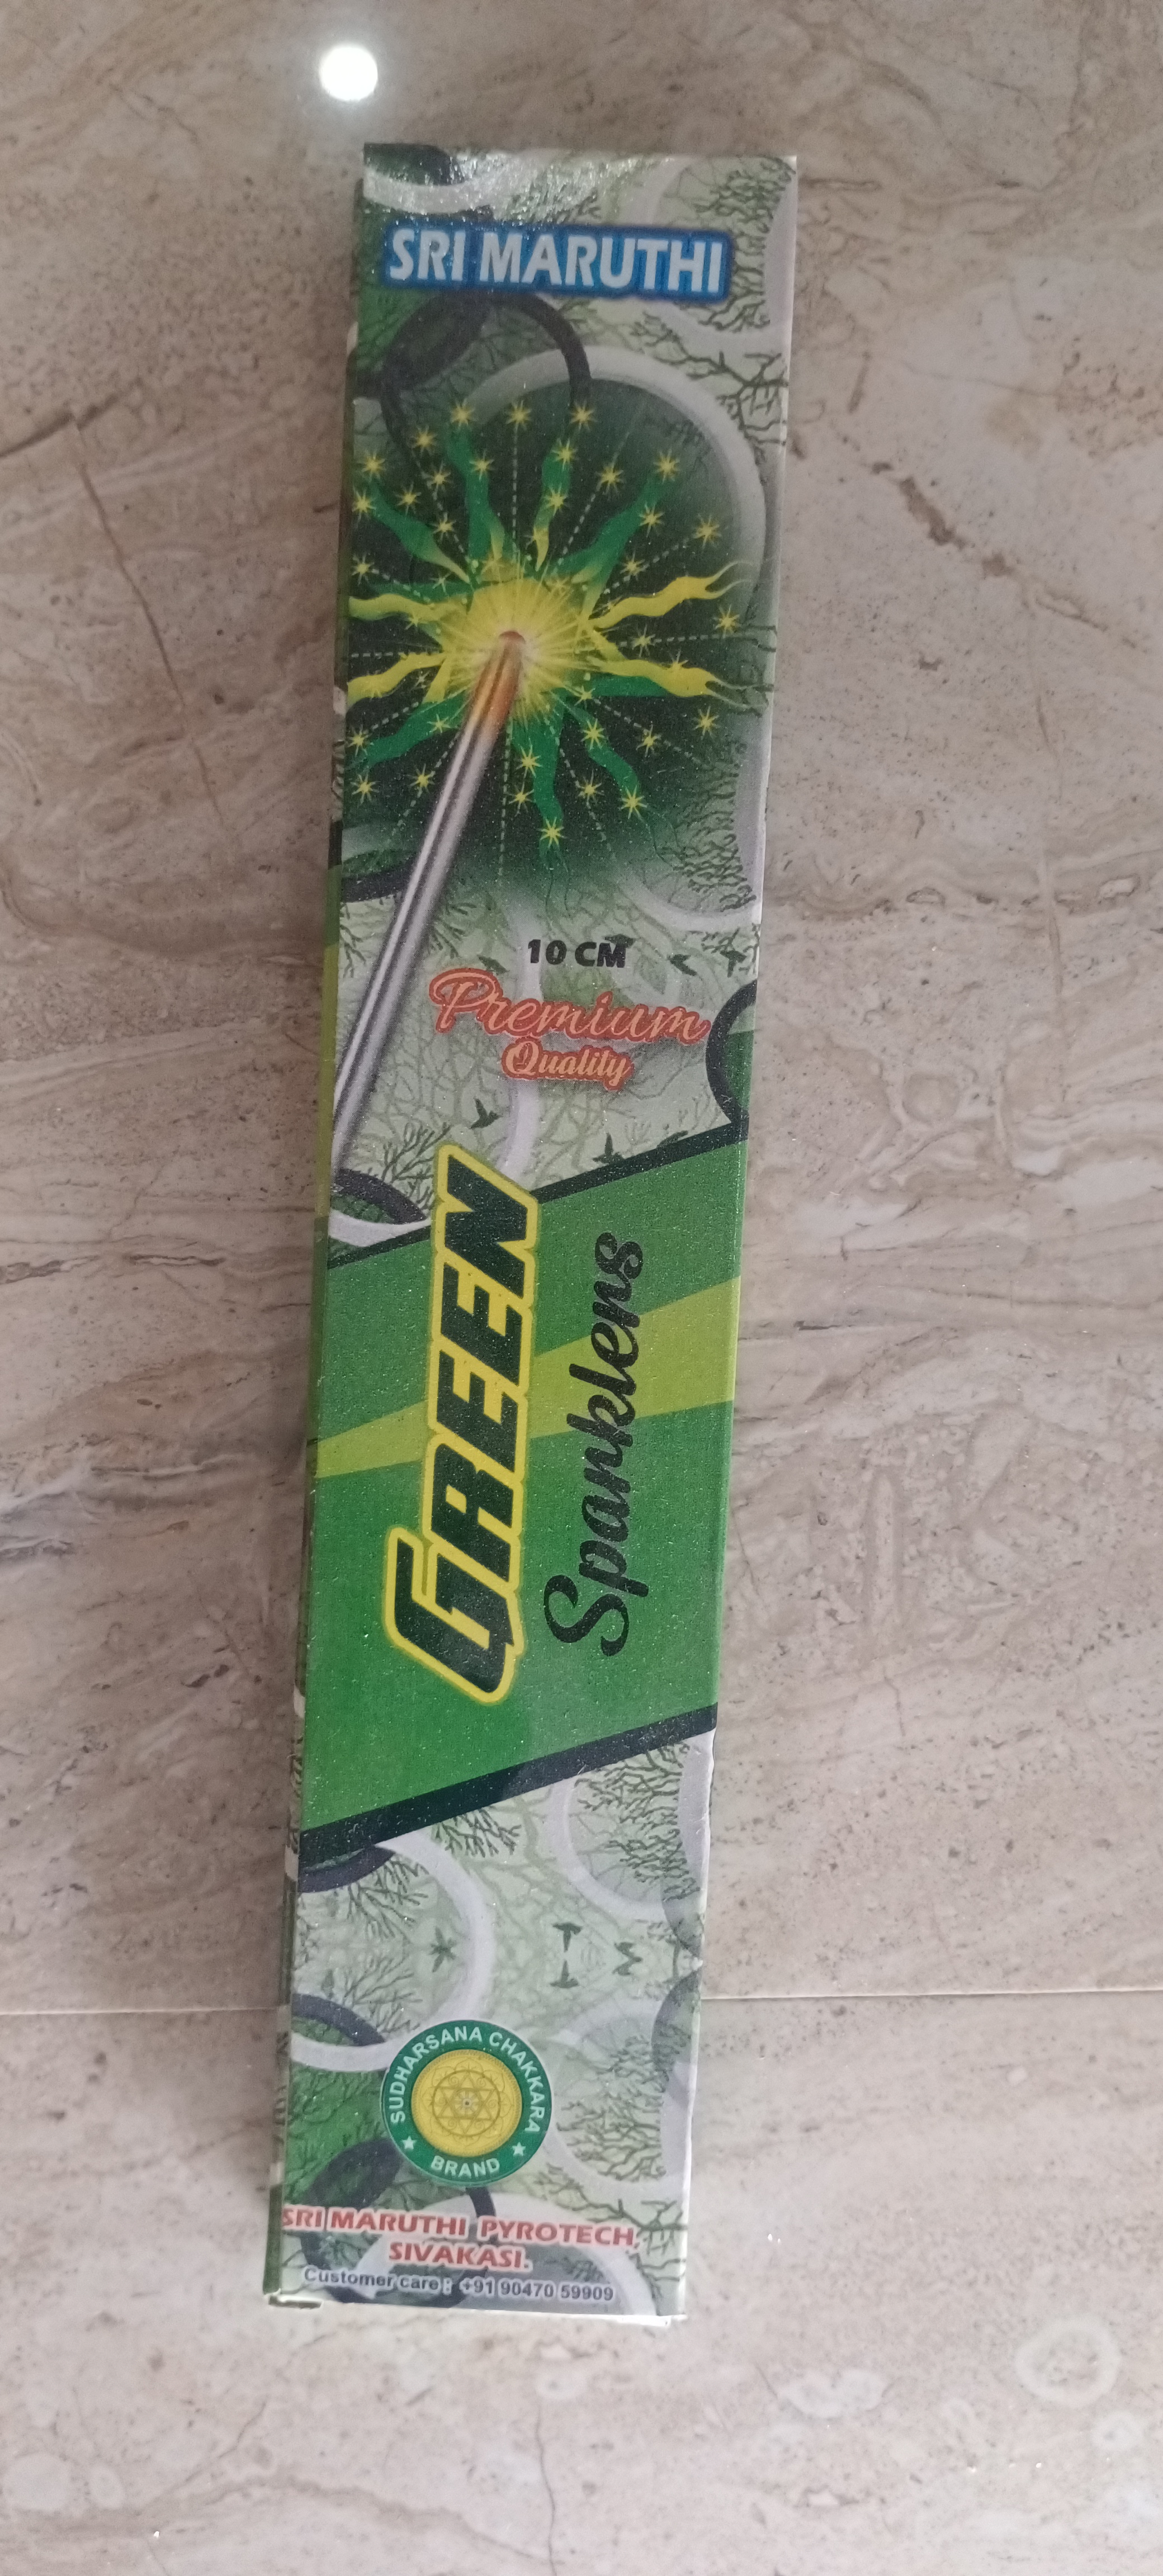 SRI MARUTHI
10 CM
Premium
Quality
GREEN
Sparklers
SUDHARSANA CHAKKARA
BRAND
SRI MARUTHI PYROTECH,
SIVAKASI.
Customer care : +91 90470 59909